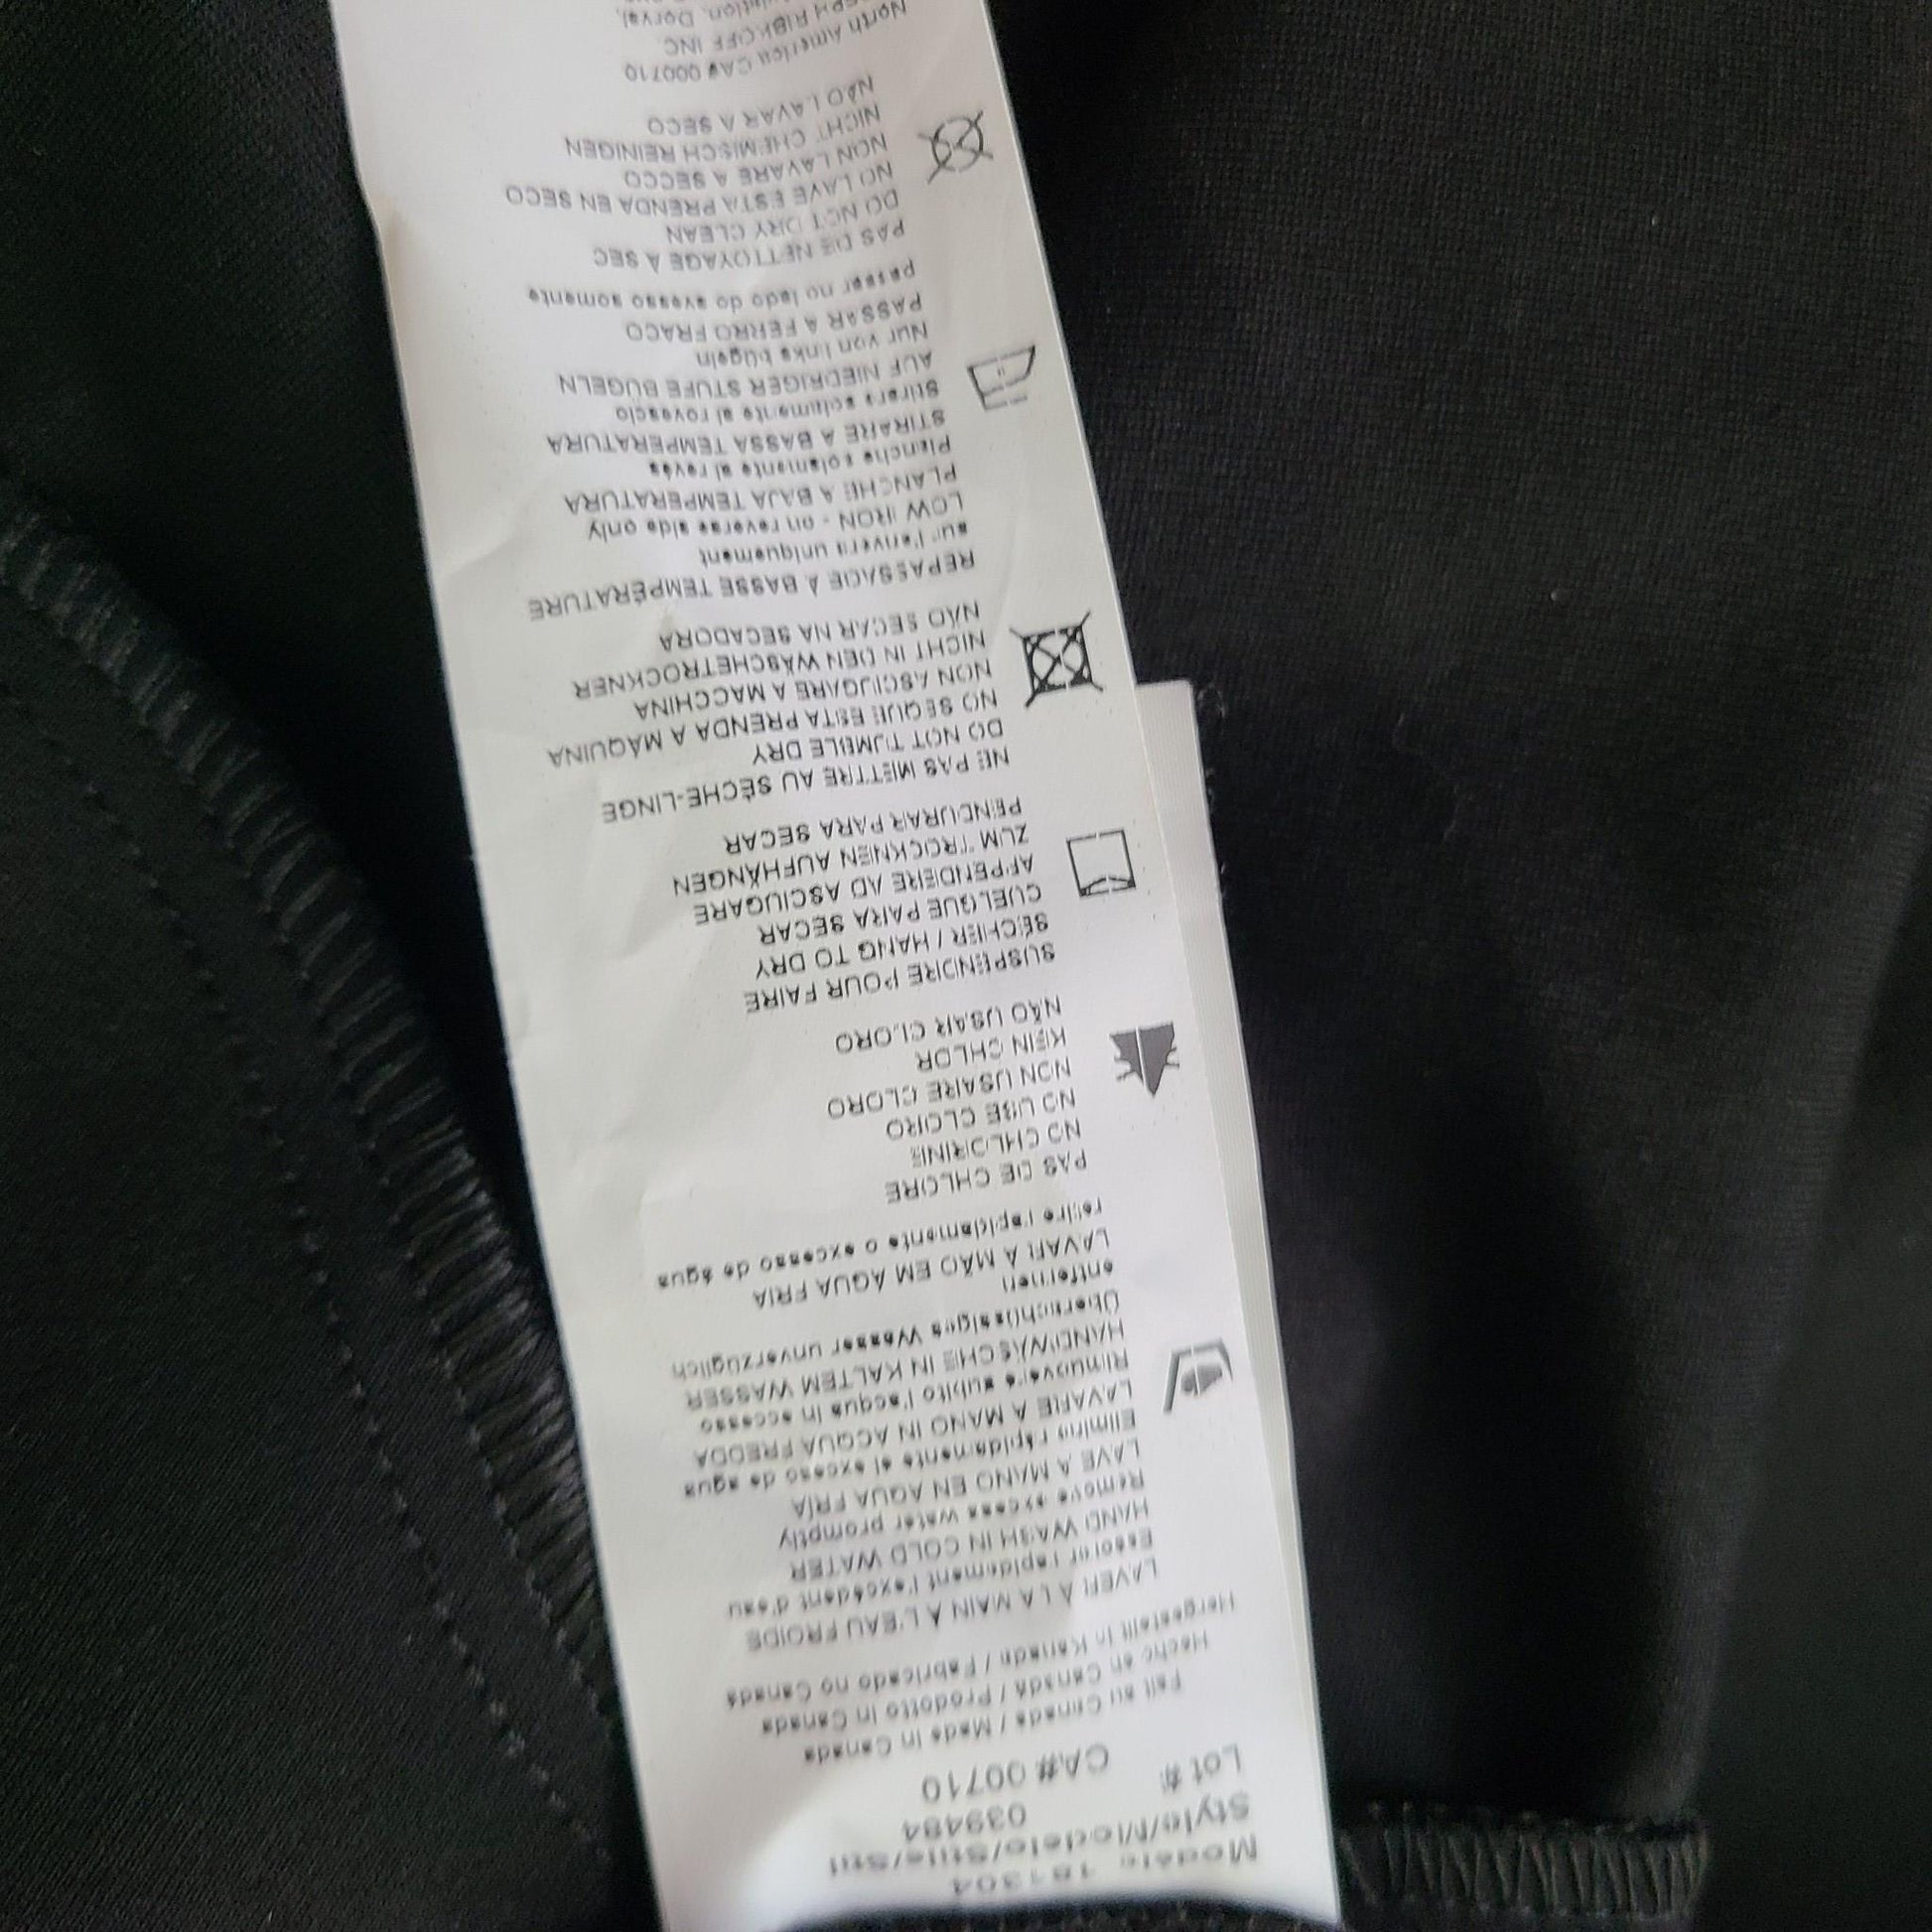 Modèle 181304
Style/Modelo/Stile/Stil
039484
Lot # CA# 00710
Fait au Canada / Made in Canada
Hecho en Canadá / Prodotto in Canada
Hergestellt in Kanada / Fabricado no Canadá
LAVER À LA MAIN À L'EAU FROIDE
Essorer rapidement l'excédent d'eau
HAND WASH IN COLD WATER
Remove excess water promptly
LAVE A MANO EN AGUA FRÍA
Elimine rápidamente el exceso de agua
LAVARE A MANO IN ACQUA FREDDA
Rimuovere subito l'acqua in eccesso
HANDWÄSCHE IN KALTEM WASSER
Überschüssiges Wasser unverzüglich
entfernen
LAVAR A MÃO EM ÁGUA FRIA
retire rapidamente o excesso de água
PAS DE CHLORE
NO CHLORINE
NO USE CLORO
NON USARE CLORO
KEIN CHLOR
NÃO USAR CLORO
SUSPENDRE POUR FAIRE
SÉCHER / HANG TO DRY
CUELGUE PARA SECAR
APPENDERE AD ASCIUGARE
ZUM TROCKNEN AUFHÄNGEN
PENDURAR PARA SECAR
NE PAS METTRE AU SÈCHE-LINGE
DO NOT TUMBLE DRY
NO SEQUE ESTA PRENDA A MÁQUINA
NON ASCIUGARE A MACCHINA
NICHT IN DEN WÄSCHETROCKNER
NÃO SECAR NA SECADORA
REPASSAGE À BASSE TEMPÉRATURE
sur l'envers uniquement
LOW IRON - on reverse side only
PLANCHE A BAJA TEMPERATURA
Planche solamente al revés
STIRARE A BASSA TEMPERATURA
Stirare solamente al rovescio
AUF NIEDRIGER STUFE BÜGELN
Nur von links bügeln
PASSAR A FERRO FRACO
passar no lado do avesso somente
PAS DE NETTOYAGE À SEC
DO NOT DRY CLEAN
NO LAVE ESTA PRENDA EN SECO
NON LAVARE A SECCO
NICHT CHEMISCH REINIGEN
NÃO LAVAR A SECO
North America CA# 000710
RIBKOFF INC.
Dorval,